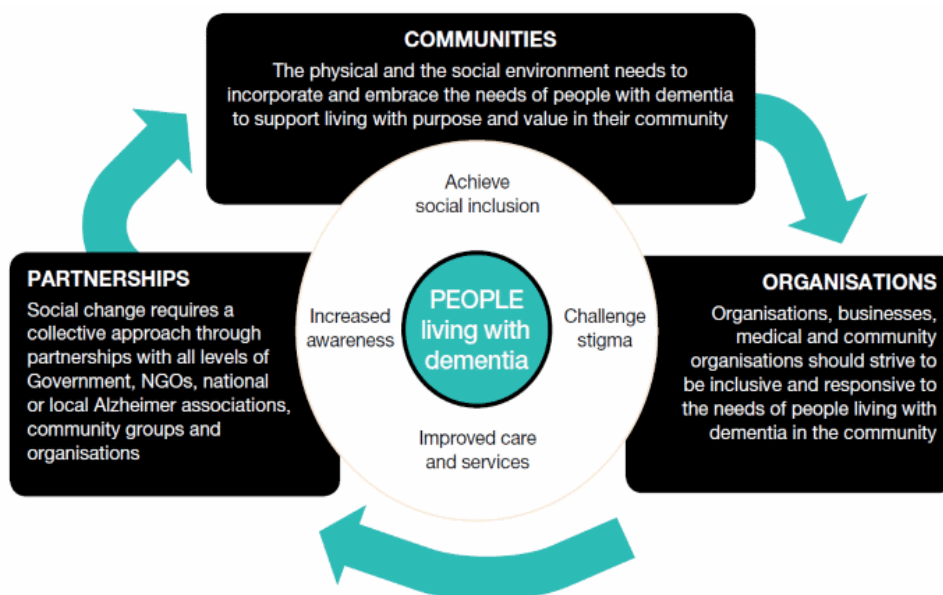 COMMUNITIES
The physical and the social environment needs to
incorporate and embrace the needs of people with dementia
to support living with purpose and value in their community
Achieve
social inclusion
PARTNERSHIPS
Social change requires a
collective approach through
partnerships with all levels of
Government, NGOs, national
or local Alzheimer associations,
community groups and
organisations
Increased
awareness
PEOPLE
living with
dementia
Challenge
stigma
Improved care
and services
ORGANISATIONS
Organisations, businesses,
medical and community
organisations should strive to
be inclusive and responsive to
the needs of people living with
dementia in the community